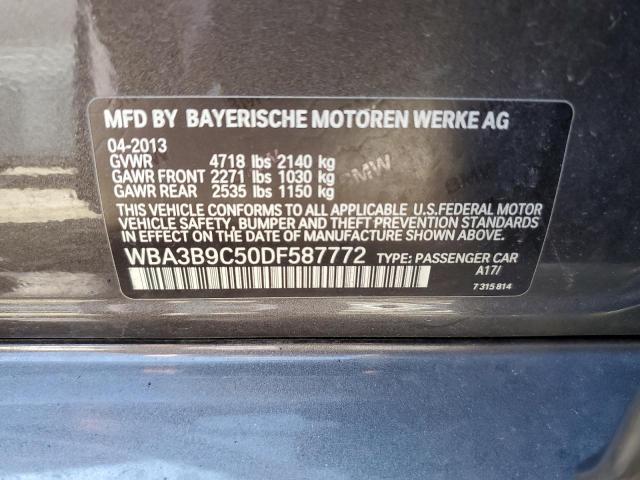 MFD BY BAYERISCHE MOTOREN WERKE AG
04-2013
GVWR 4718 lbs 2140 kg
GAWR FRONT 2271 lbs 1030 kg
GAWR REAR 2535 lbs 1150 kg
THIS VEHICLE CONFORMS TO ALL APPLICABLE U.S.FEDERAL MOTOR
VEHICLE SAFETY, BUMPER AND THEFT PREVENTION STANDARDS
IN EFFECT ON THE DATE OF MANUFACTURE SHOWN ABOVE.
WBA3B9C50DF587772 TYPE: PASSENGER CAR
A17/
7 315 814
BMW
BMW